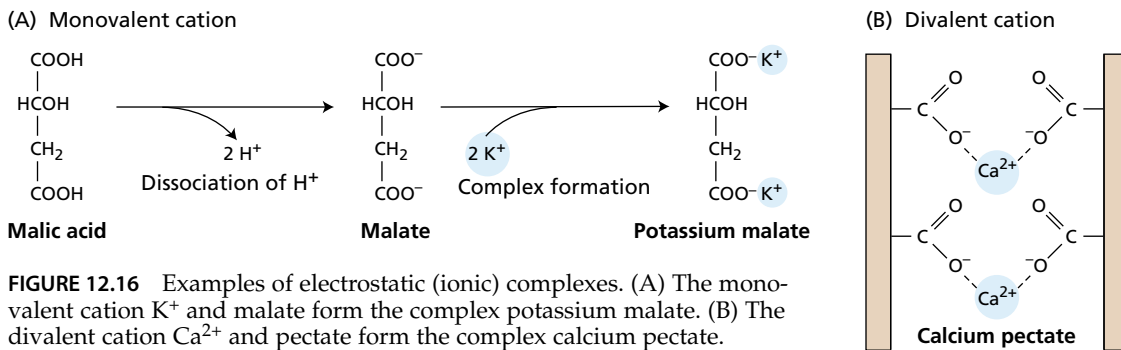 (A) Monovalent cation
COOH
HCOH
CH₂
COOH
Malic acid
2 H⁺
Dissociation of H⁺
COO⁻
HCOH
CH₂
COO⁻
Malate
2 K⁺
Complex formation
COO⁻ K⁺
HCOH
CH₂
COO⁻ K⁺
Potassium malate
(B) Divalent cation
O O
C C
O⁻ ⁻O
Ca²⁺
O O
C C
O⁻ ⁻O
Ca²⁺
Calcium pectate
FIGURE 12.16 Examples of electrostatic (ionic) complexes. (A) The mono-
valent cation K⁺ and malate form the complex potassium malate. (B) The
divalent cation Ca²⁺ and pectate form the complex calcium pectate.